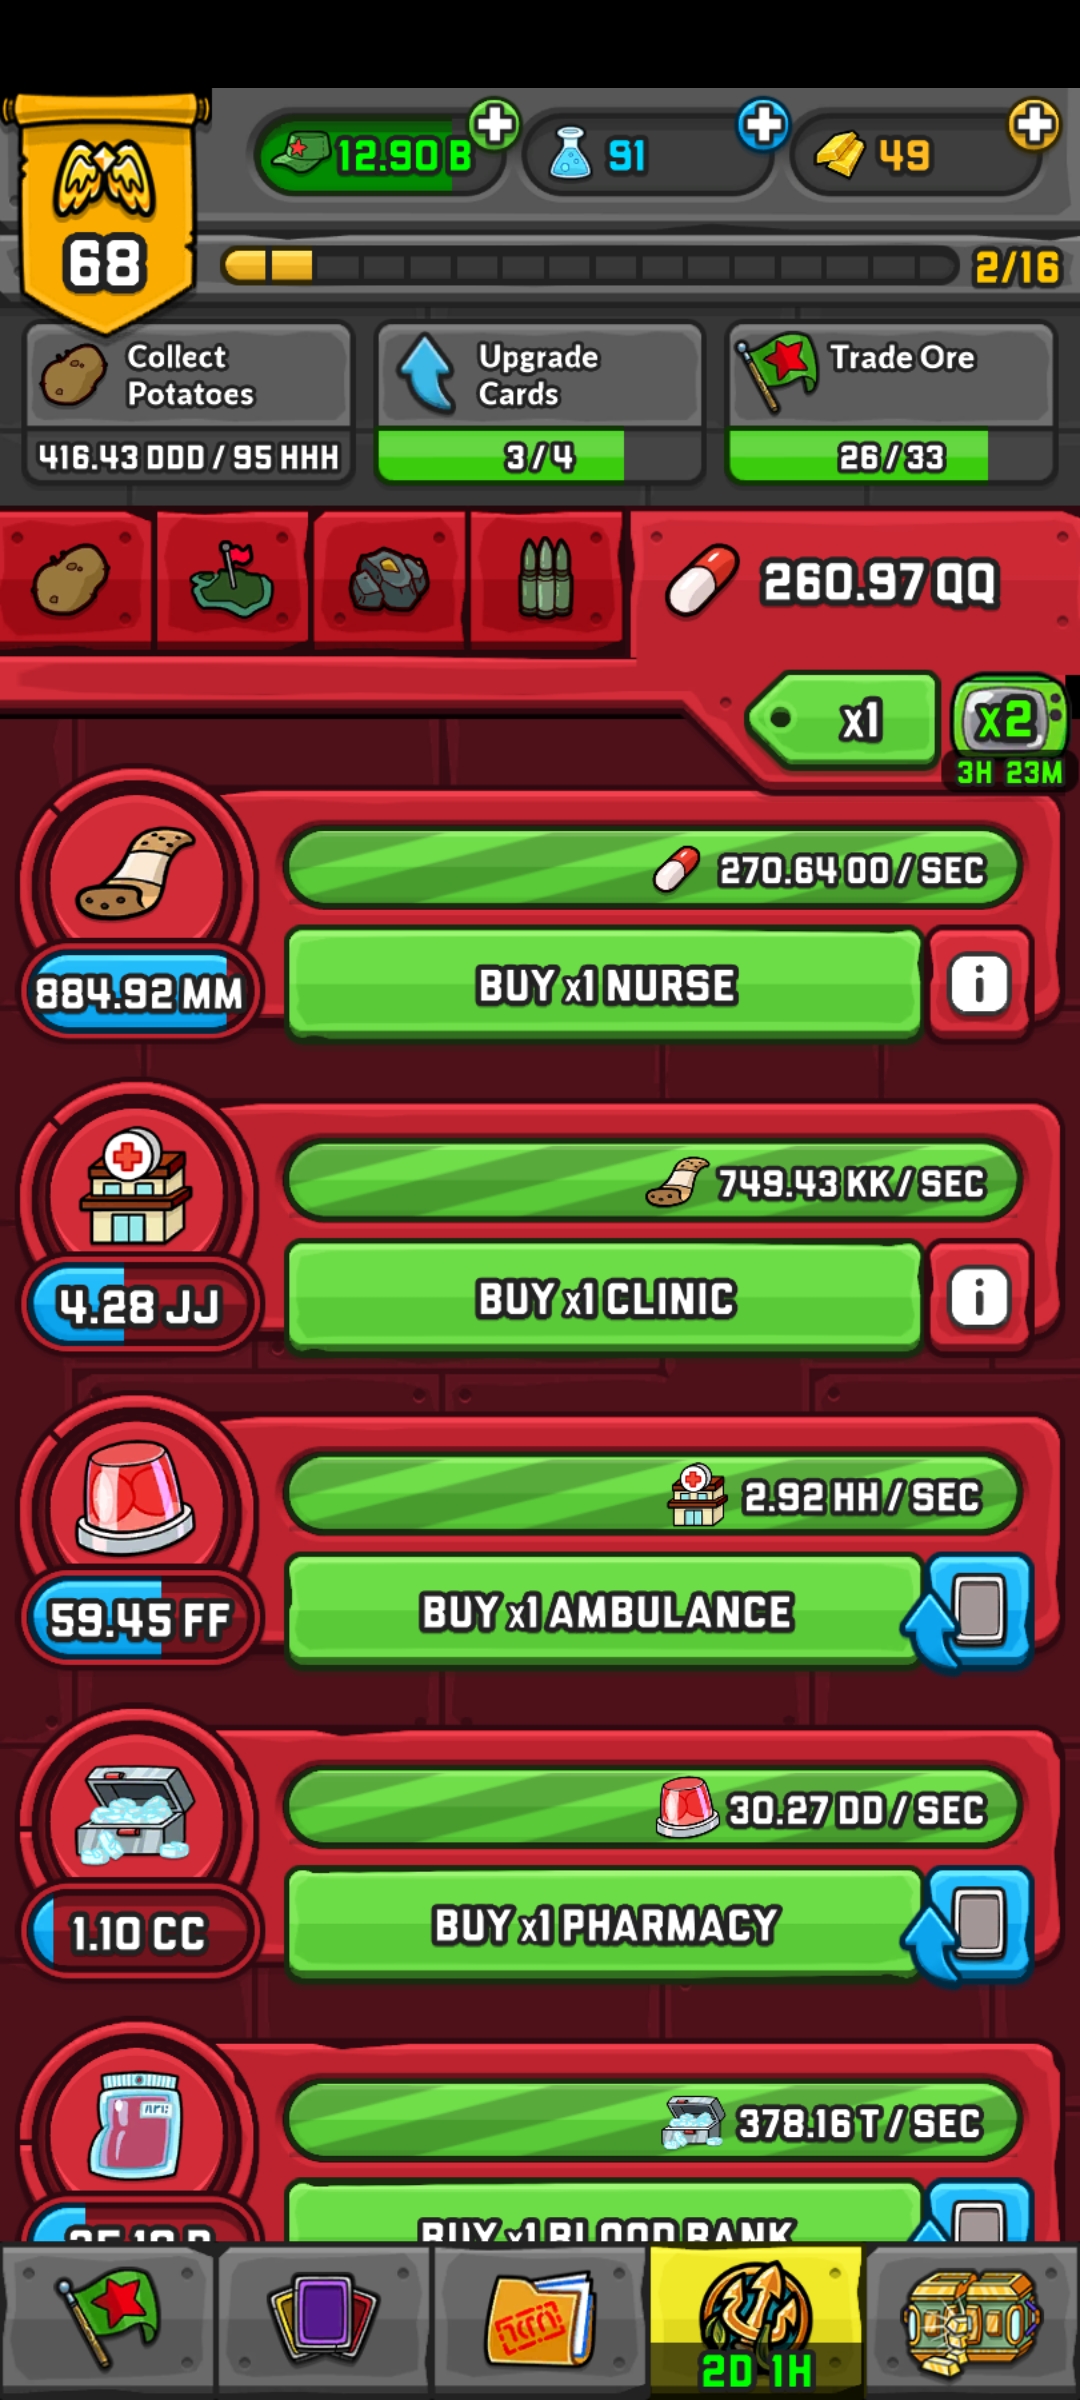 12.90 B
91
49
68
2/16
Collect
Potatoes
416.43 DDD / 95 HHH
Upgrade
Cards
3/4
Trade Ore
26/33
260.97 QQ
x1
x2
3H 23M
270.64 OO / SEC
884.92 MM
BUY x1 NURSE
i
749.43 KK / SEC
4.28 JJ
BUY x1 CLINIC
i
2.92 HH / SEC
59.45 FF
BUY x1 AMBULANCE
30.27 DD / SEC
1.10 CC
BUY x1 PHARMACY
378.16 T / SEC
BUY x1 BLOOD BANK
2D 1H